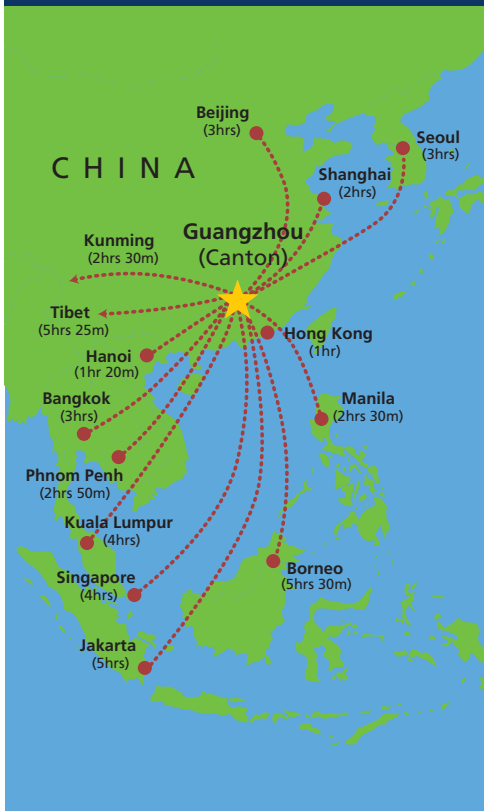 Beijing
(3hrs)
Seoul
(3hrs)
CHINA
Shanghai
(2hrs)
Guangzhou
(Canton)
Kunming
(2hrs 30m)
Tibet
(5hrs 25m)
Hong Kong
(1hr)
Hanoi
(1hr 20m)
Bangkok
(3hrs)
Manila
(2hrs 30m)
Phnom Penh
(2hrs 50m)
Kuala Lumpur
(4hrs)
Singapore
(4hrs)
Borneo
(5hrs 30m)
Jakarta
(5hrs)